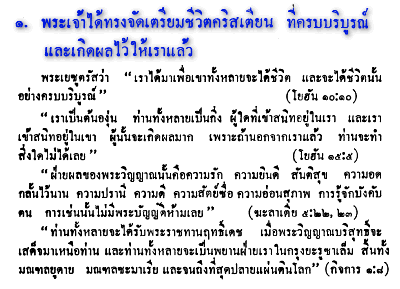 ๑. พระเจ้าได้ทรงจัดเตรียมชีวิตคริสเตียน ที่ครบบริบูรณ์
และเกิดผลไว้ให้เราแล้ว
พระเยซูตรัสว่า “เราได้มาเพื่อเขาทั้งหลายจะได้ชีวิต และจะได้ชีวิตนั้น
อย่างครบบริบูรณ์” (โยฮัน ๑๐:๑๐)
“เราเป็นต้นองุ่น ท่านทั้งหลายเป็นกิ่ง ผู้ใดที่เข้าสนิทอยู่ในเรา และเรา
เข้าสนิทอยู่ในเขา ผู้นั้นจะเกิดผลมาก เพราะถ้านอกจากเราแล้ว ท่านจะทำ
สิ่งใดไม่ได้เลย” (โยฮัน ๑๕:๕)
“ฝ่ายผลของพระวิญญาณนั้นคือความรัก ความยินดี สันติสุข ความอด
กลั้นไว้นาน ความปรานี ความดี ความสัตย์ซื่อ ความอ่อนสุภาพ การรู้จักบังคับ
ตน การเช่นนั้นไม่มีพระบัญญัติห้ามเลย” (ฆะลาเตีย ๕:๒๒, ๒๓)
“ท่านทั้งหลายจะได้รับพระราชทานฤทธิ์เดช เมื่อพระวิญญาณบริสุทธิ์จะ
เสด็จมาเหนือท่าน และท่านทั้งหลายจะเป็นพยานฝ่ายเราในกรุงยะรูซาเล็ม สิ้นทั้ง
มณฑลยูดาย มณฑลซะมาเรีย และจนถึงที่สุดปลายแผ่นดินโลก” (กิจการ ๑:๘)